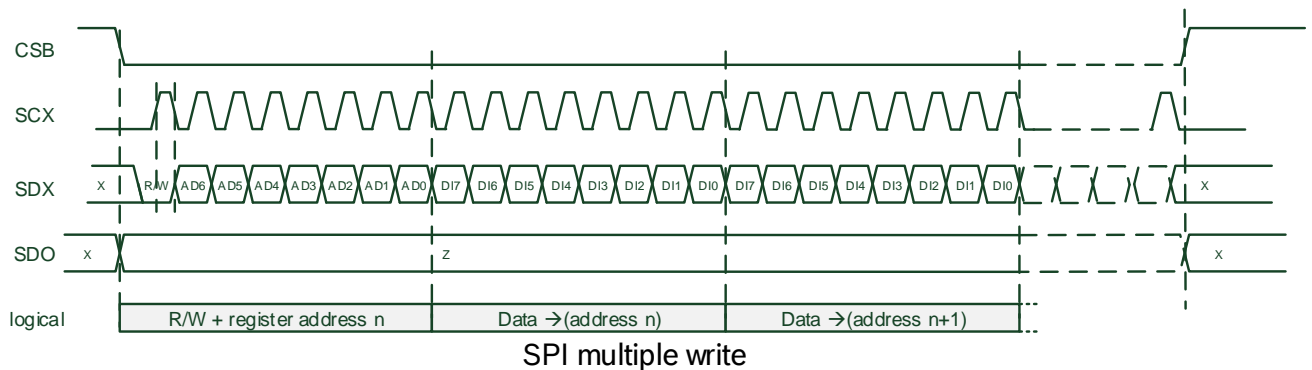 CSB
SCX
SDX X R/W AD6 AD5 AD4 AD3 AD2 AD1 AD0 DI7 DI6 DI5 DI4 DI3 DI2 DI1 DI0 DI7 DI6 DI5 DI4 DI3 DI2 DI1 DI0 X
SDO X Z X
logical R/W + register address n Data →(address n) Data →(address n+1)
SPI multiple write